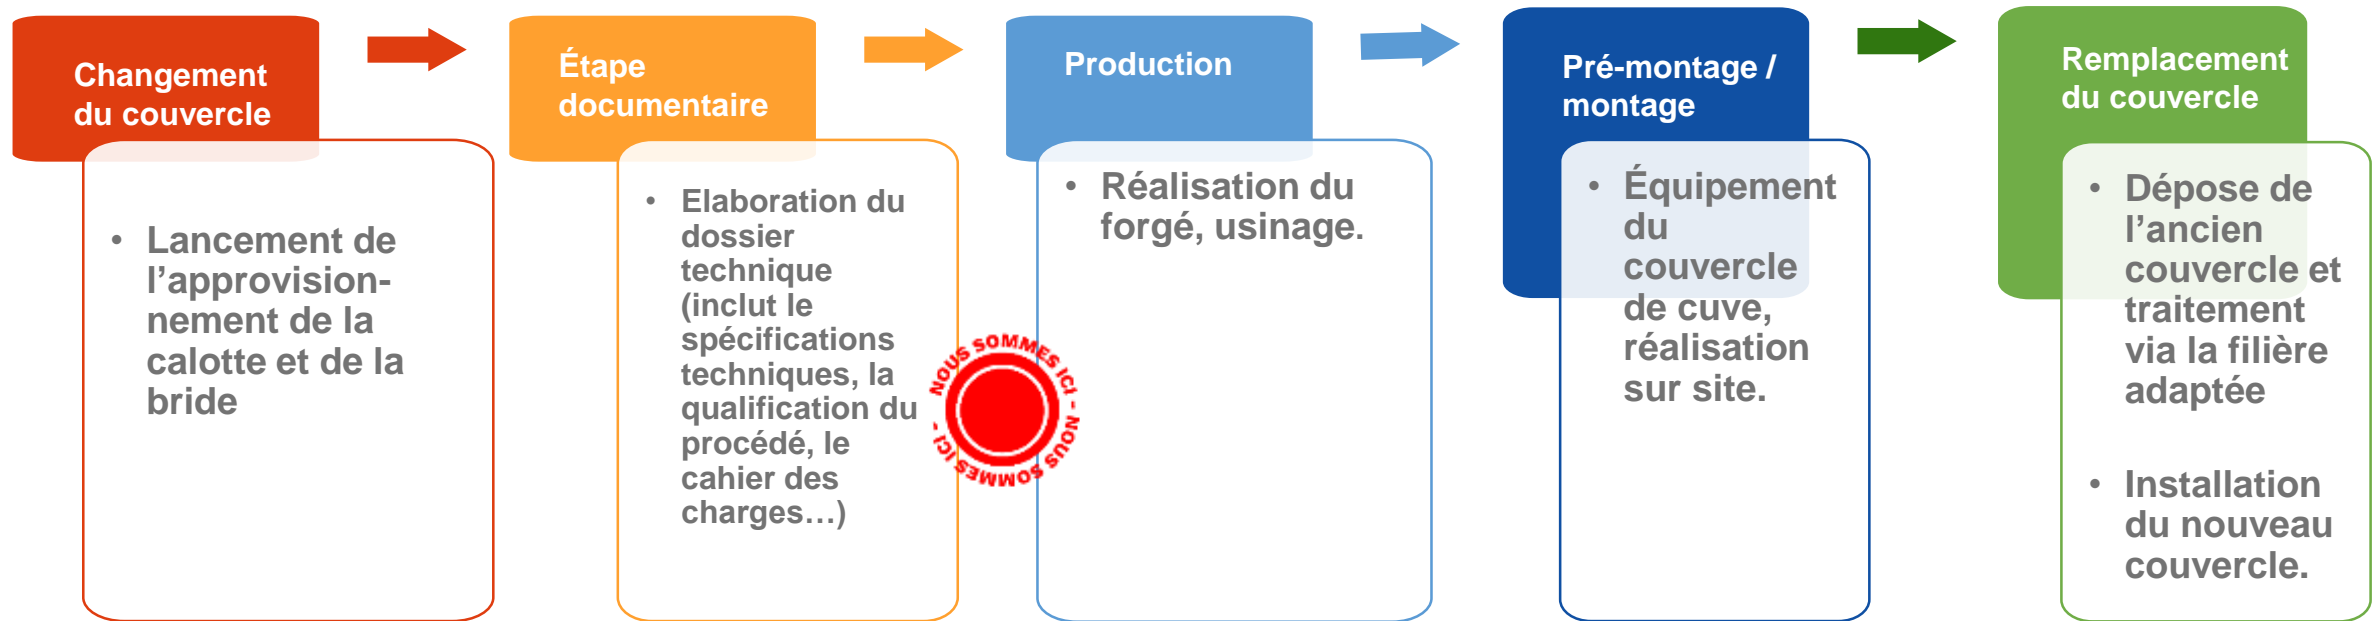 Changement
du couvercle
• Lancement de
l’approvision-
nement de la
calotte et de la
bride
Étape
documentaire
• Elaboration du
dossier
technique
(inclut le
spécifications
techniques, la
qualification du
procédé, le
cahier des
charges…)
NOUS SOMMES ICI - NOUS SOMMES ICI -
Production
• Réalisation du
forgé, usinage.
Pré-montage /
montage
• Équipement
du
couvercle
de cuve,
réalisation
sur site.
Remplacement
du couvercle
• Dépose de
l’ancien
couvercle et
traitement
via la filière
adaptée
• Installation
du nouveau
couvercle.